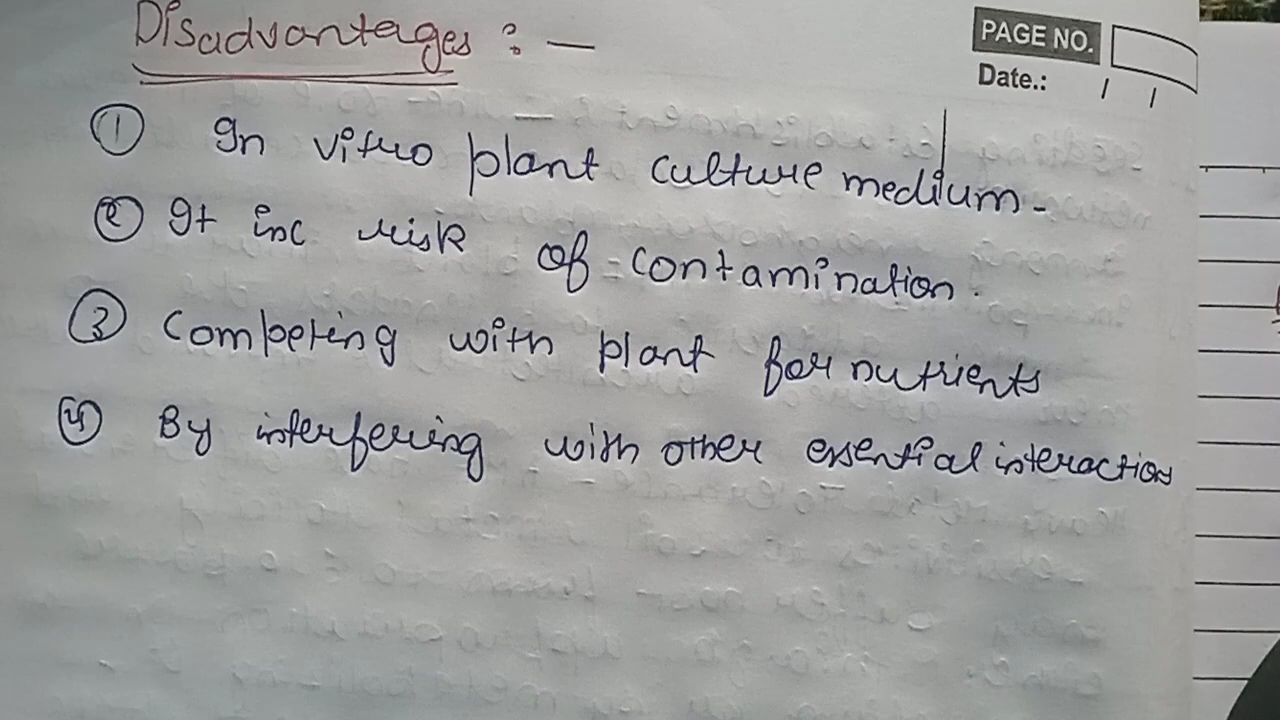 Disadvantages : —
PAGE NO.
Date.: / /
① In vitro plant culture medium.
② It inc risk of contamination.
③ Competing with plant for nutrients
④ By interfering with other essential interactions